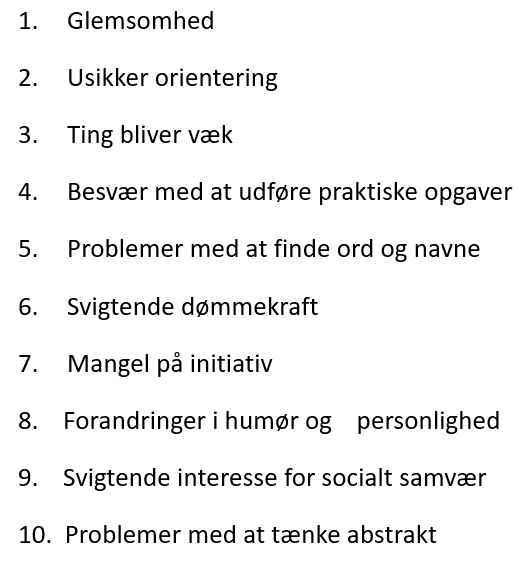 1. Glemsomhed
2. Usikker orientering
3. Ting bliver væk
4. Besvær med at udføre praktiske opgaver
5. Problemer med at finde ord og navne
6. Svigtende dømmekraft
7. Mangel på initiativ
8. Forandringer i humør og personlighed
9. Svigtende interesse for socialt samvær
10. Problemer med at tænke abstrakt